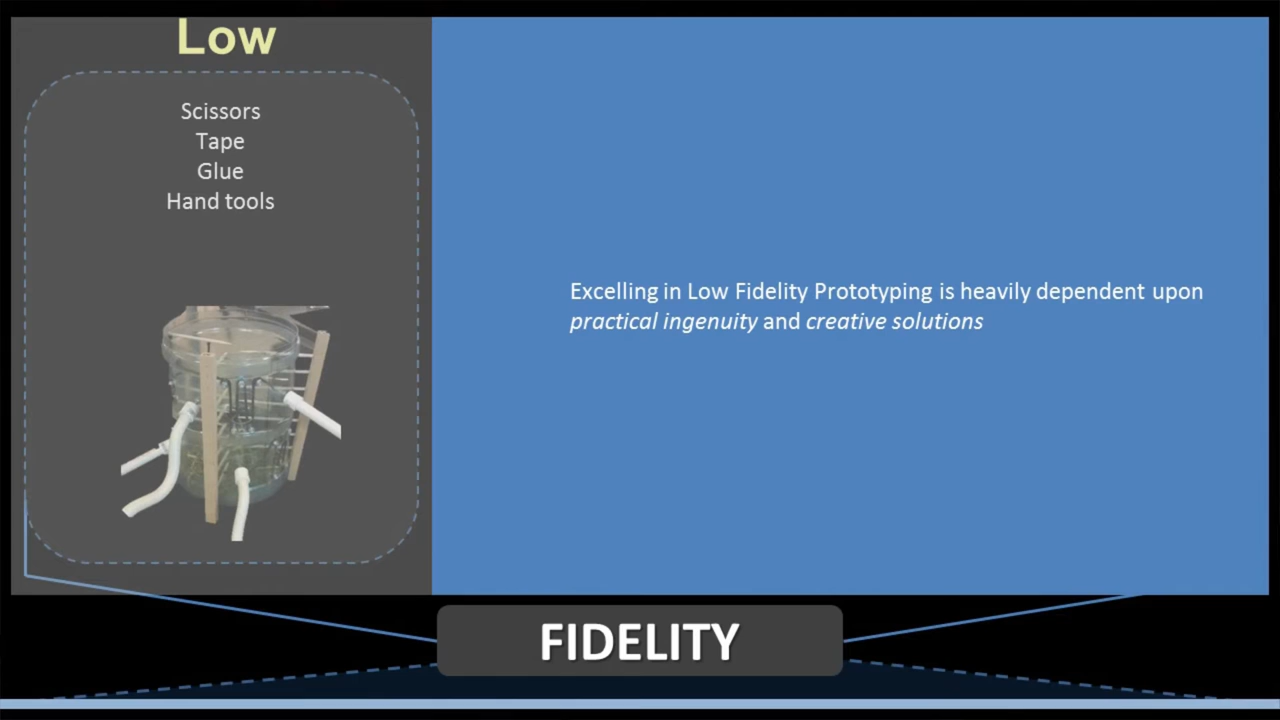 Low
Scissors
Tape
Glue
Hand tools
Excelling in Low Fidelity Prototyping is heavily dependent upon
practical ingenuity and creative solutions
FIDELITY